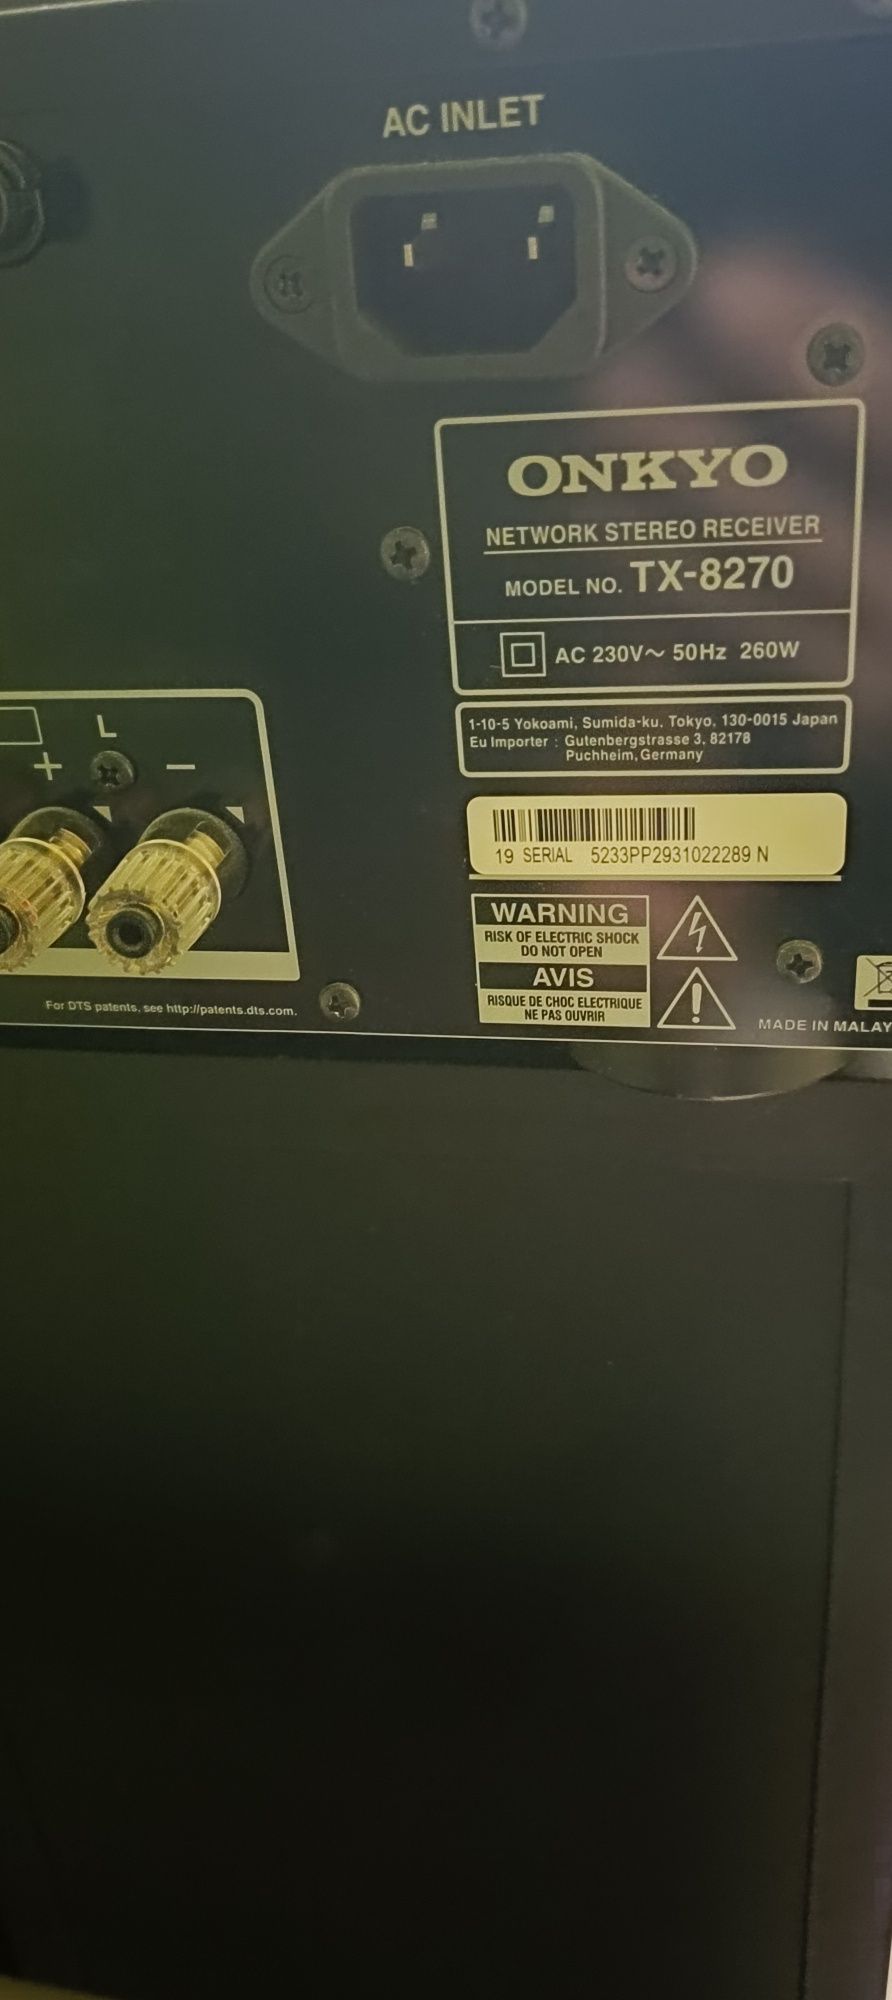 AC INLET
ONKYO
NETWORK STEREO RECEIVER
MODEL NO. TX-8270
AC 230V~ 50Hz 260W
1-10-5 Yokoami, Sumida-ku, Tokyo, 130-0015 Japan
Eu Importer : Gutenbergstrasse 3, 82178
Puchheim, Germany
L
+ −
19 SERIAL 5233PP2931022289 N
WARNING
RISK OF ELECTRIC SHOCK
DO NOT OPEN
AVIS
RISQUE DE CHOC ELECTRIQUE
NE PAS OUVRIR
For DTS patents, see http://patents.dts.com.
MADE IN MALAY